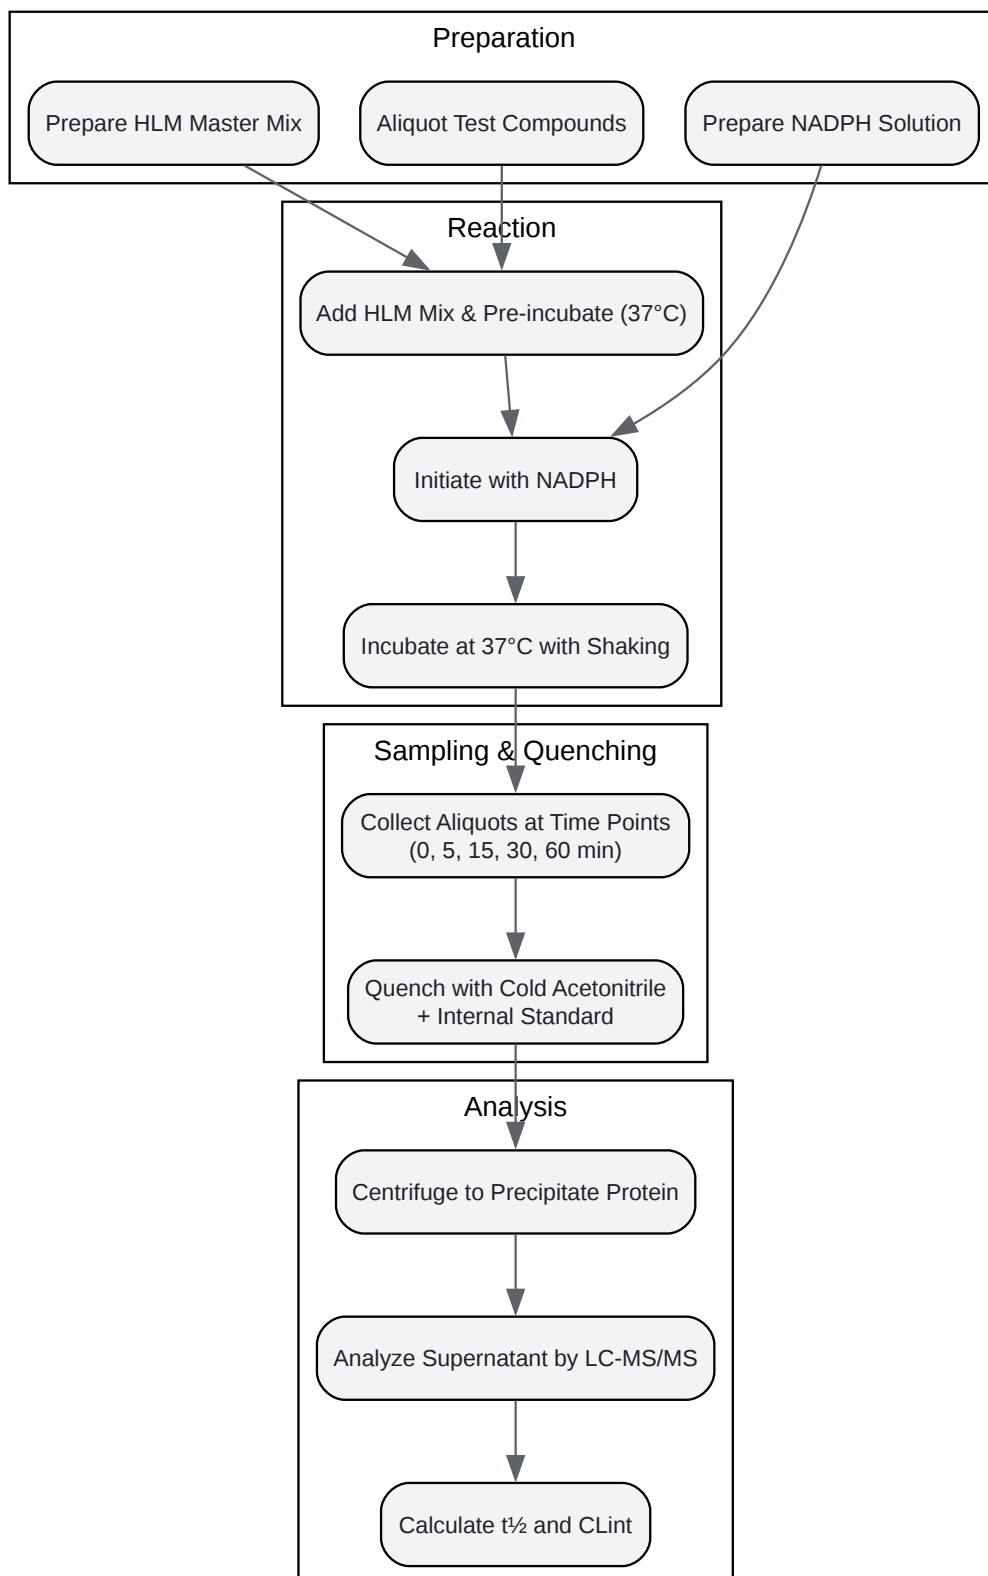 Preparation
Prepare HLM Master Mix
Aliquot Test Compounds
Prepare NADPH Solution
Reaction
Add HLM Mix & Pre-incubate (37°C)
Initiate with NADPH
Incubate at 37°C with Shaking
Sampling & Quenching
Collect Aliquots at Time Points
(0, 5, 15, 30, 60 min)
Quench with Cold Acetonitrile
+ Internal Standard
Analysis
Centrifuge to Precipitate Protein
Analyze Supernatant by LC-MS/MS
Calculate t½ and CLint